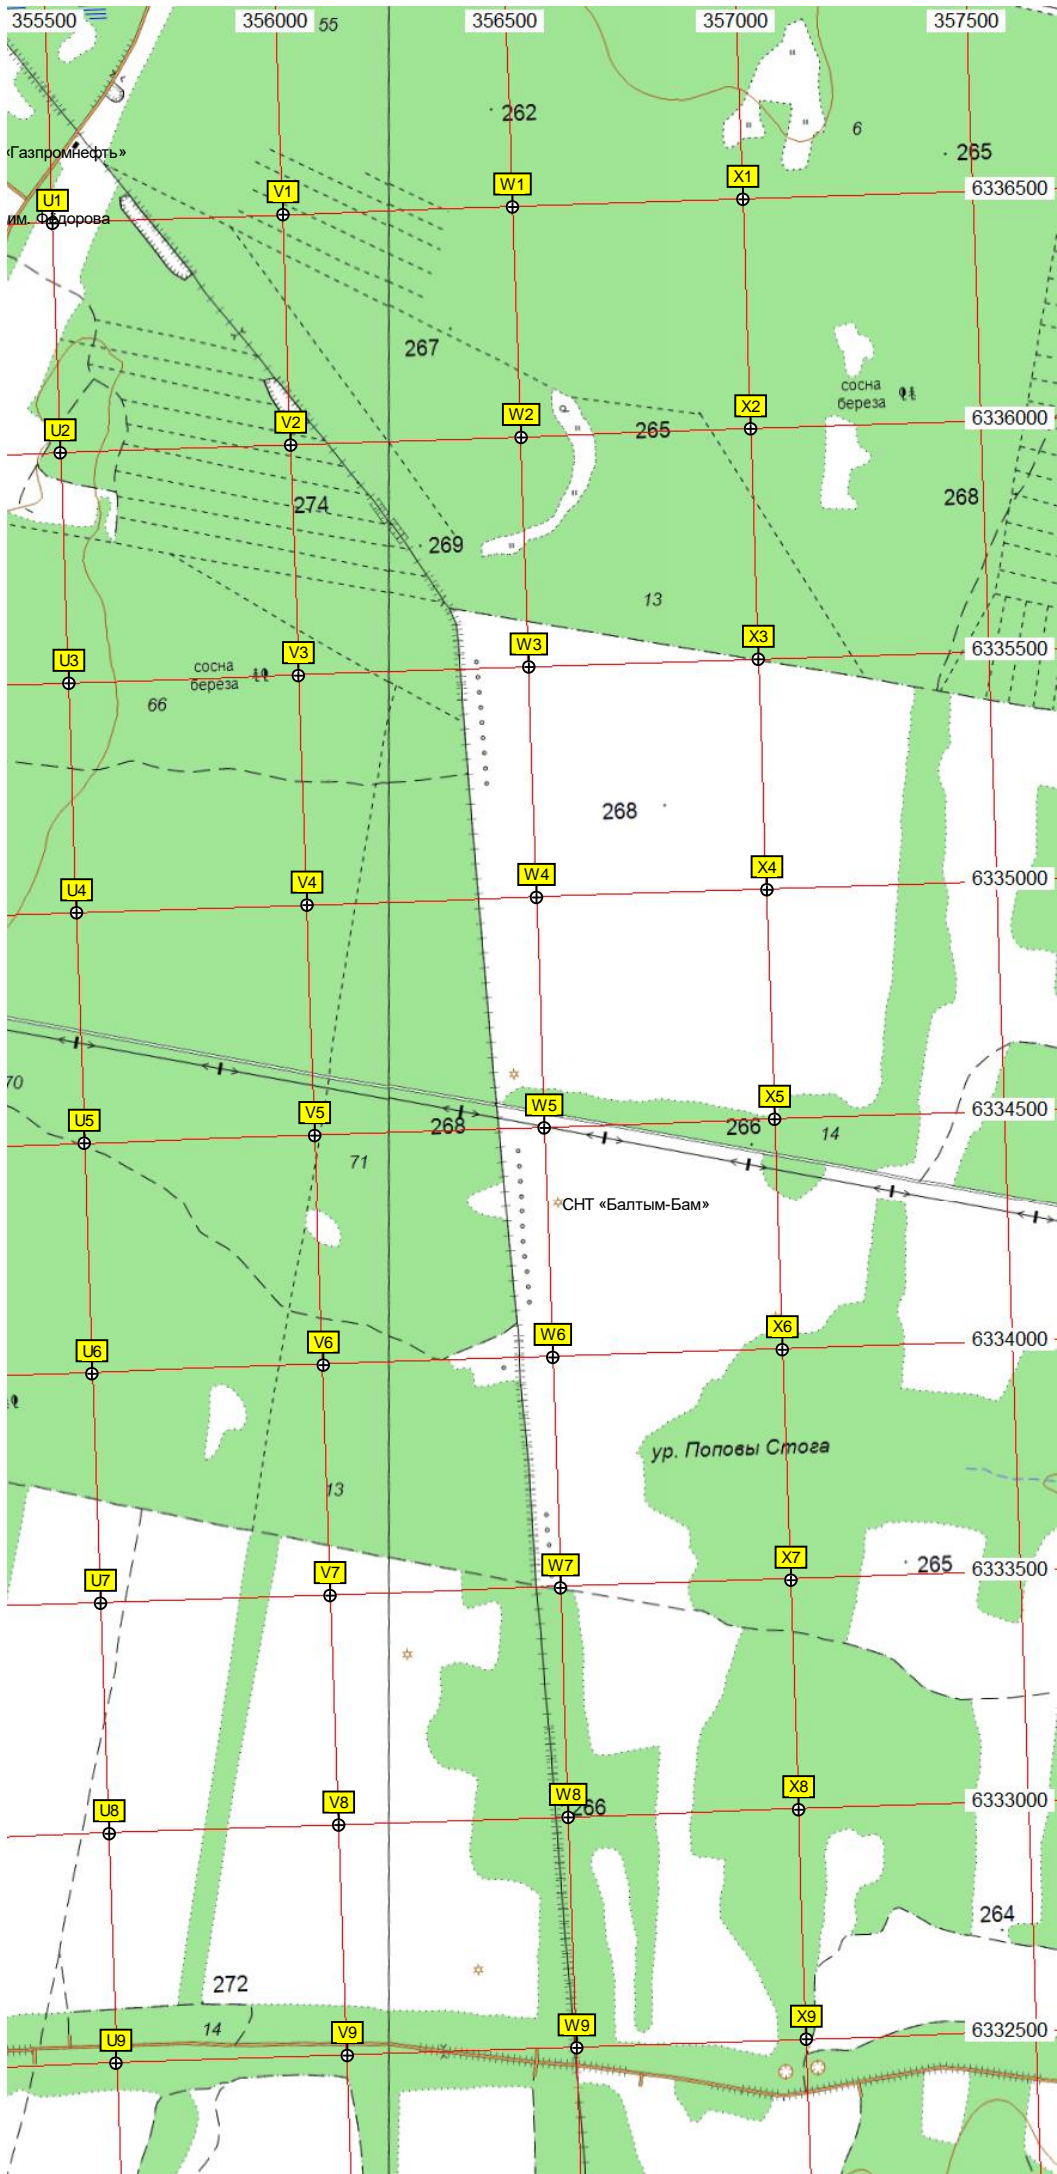 355500 356000 356500 357000 357500
55
262
6
265
«Газпромнефть»
U1 V1 W1 X1 6336500
им. Фёдорова
267
сосна
береза
U2 V2 W2 X2 6336000
265
268
274
269
13
U3 V3 W3 X3 6335500
сосна
береза
66
268
U4 V4 W4 X4 6335000
70
U5 V5 W5 X5 6334500
268
266
14
71
СНТ «Балтым-Бам»
U6 V6 W6 X6 6334000
ур. Поповы Стога
13
265
U7 V7 W7 X7 6333500
U8 V8 W8 X8 6333000
266
264
272
14
U9 V9 W9 X9 6332500